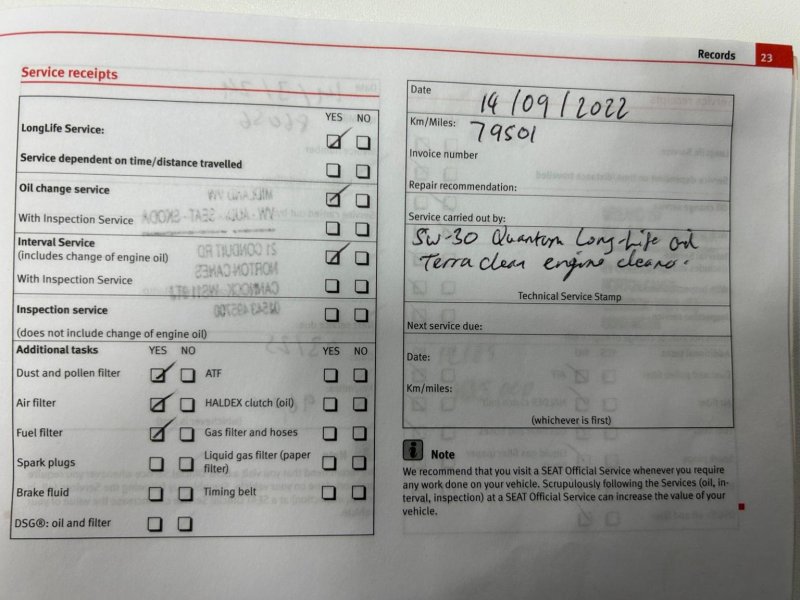 Records 23
Service receipts
YES NO
LongLife Service:
Service dependent on time/distance travelled
Oil change service
With Inspection Service
Interval Service
(includes change of engine oil)
With Inspection Service
Inspection service
(does not include change of engine oil)
Additional tasks YES NO YES NO
Dust and pollen filter ATF
Air filter HALDEX clutch (oil)
Fuel filter Gas filter and hoses
Spark plugs Liquid gas filter (paper
filter)
Brake fluid Timing belt
DSG®: oil and filter
Date 14/09/2022
Km/Miles: 79501
Invoice number
Repair recommendation:
Service carried out by:
5w-30 Quantum Long-Life oil
Terraclean engine cleano.
Technical Service Stamp
Next service due:
Date:
Km/miles:
(whichever is first)
i Note
We recommend that you visit a SEAT Official Service whenever you require
any work done on your vehicle. Scrupulously following the Services (oil, in-
terval, inspection) at a SEAT Official Service can increase the value of your
vehicle.